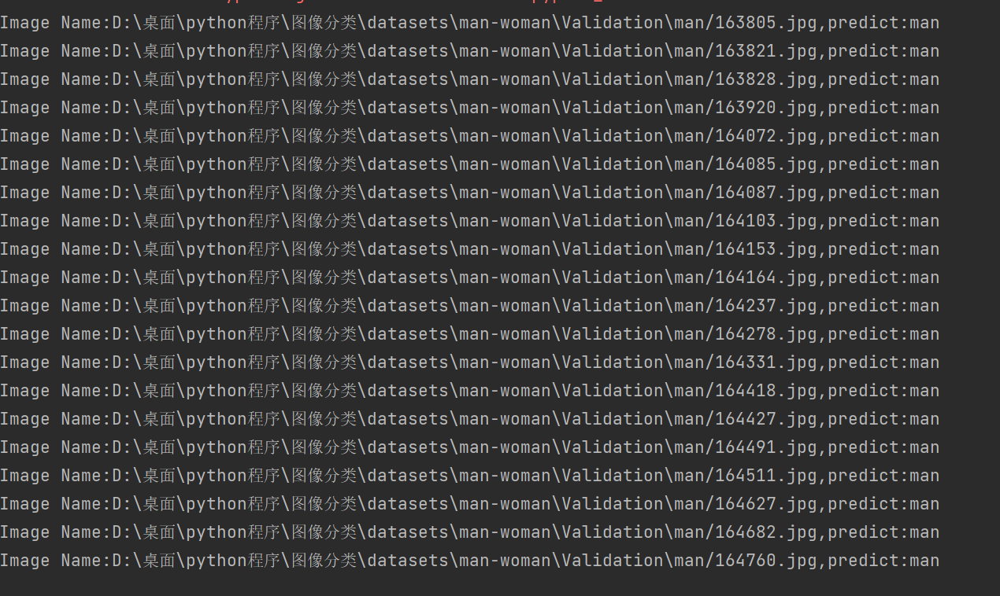 Image Name:D:\桌面\python程序\图像分类\datasets\man-woman\Validation\man/163805.jpg,predict:man
Image Name:D:\桌面\python程序\图像分类\datasets\man-woman\Validation\man/163821.jpg,predict:man
Image Name:D:\桌面\python程序\图像分类\datasets\man-woman\Validation\man/163828.jpg,predict:man
Image Name:D:\桌面\python程序\图像分类\datasets\man-woman\Validation\man/163920.jpg,predict:man
Image Name:D:\桌面\python程序\图像分类\datasets\man-woman\Validation\man/164072.jpg,predict:man
Image Name:D:\桌面\python程序\图像分类\datasets\man-woman\Validation\man/164085.jpg,predict:man
Image Name:D:\桌面\python程序\图像分类\datasets\man-woman\Validation\man/164087.jpg,predict:man
Image Name:D:\桌面\python程序\图像分类\datasets\man-woman\Validation\man/164103.jpg,predict:man
Image Name:D:\桌面\python程序\图像分类\datasets\man-woman\Validation\man/164153.jpg,predict:man
Image Name:D:\桌面\python程序\图像分类\datasets\man-woman\Validation\man/164164.jpg,predict:man
Image Name:D:\桌面\python程序\图像分类\datasets\man-woman\Validation\man/164237.jpg,predict:man
Image Name:D:\桌面\python程序\图像分类\datasets\man-woman\Validation\man/164278.jpg,predict:man
Image Name:D:\桌面\python程序\图像分类\datasets\man-woman\Validation\man/164331.jpg,predict:man
Image Name:D:\桌面\python程序\图像分类\datasets\man-woman\Validation\man/164418.jpg,predict:man
Image Name:D:\桌面\python程序\图像分类\datasets\man-woman\Validation\man/164427.jpg,predict:man
Image Name:D:\桌面\python程序\图像分类\datasets\man-woman\Validation\man/164491.jpg,predict:man
Image Name:D:\桌面\python程序\图像分类\datasets\man-woman\Validation\man/164511.jpg,predict:man
Image Name:D:\桌面\python程序\图像分类\datasets\man-woman\Validation\man/164627.jpg,predict:man
Image Name:D:\桌面\python程序\图像分类\datasets\man-woman\Validation\man/164682.jpg,predict:man
Image Name:D:\桌面\python程序\图像分类\datasets\man-woman\Validation\man/164760.jpg,predict:man